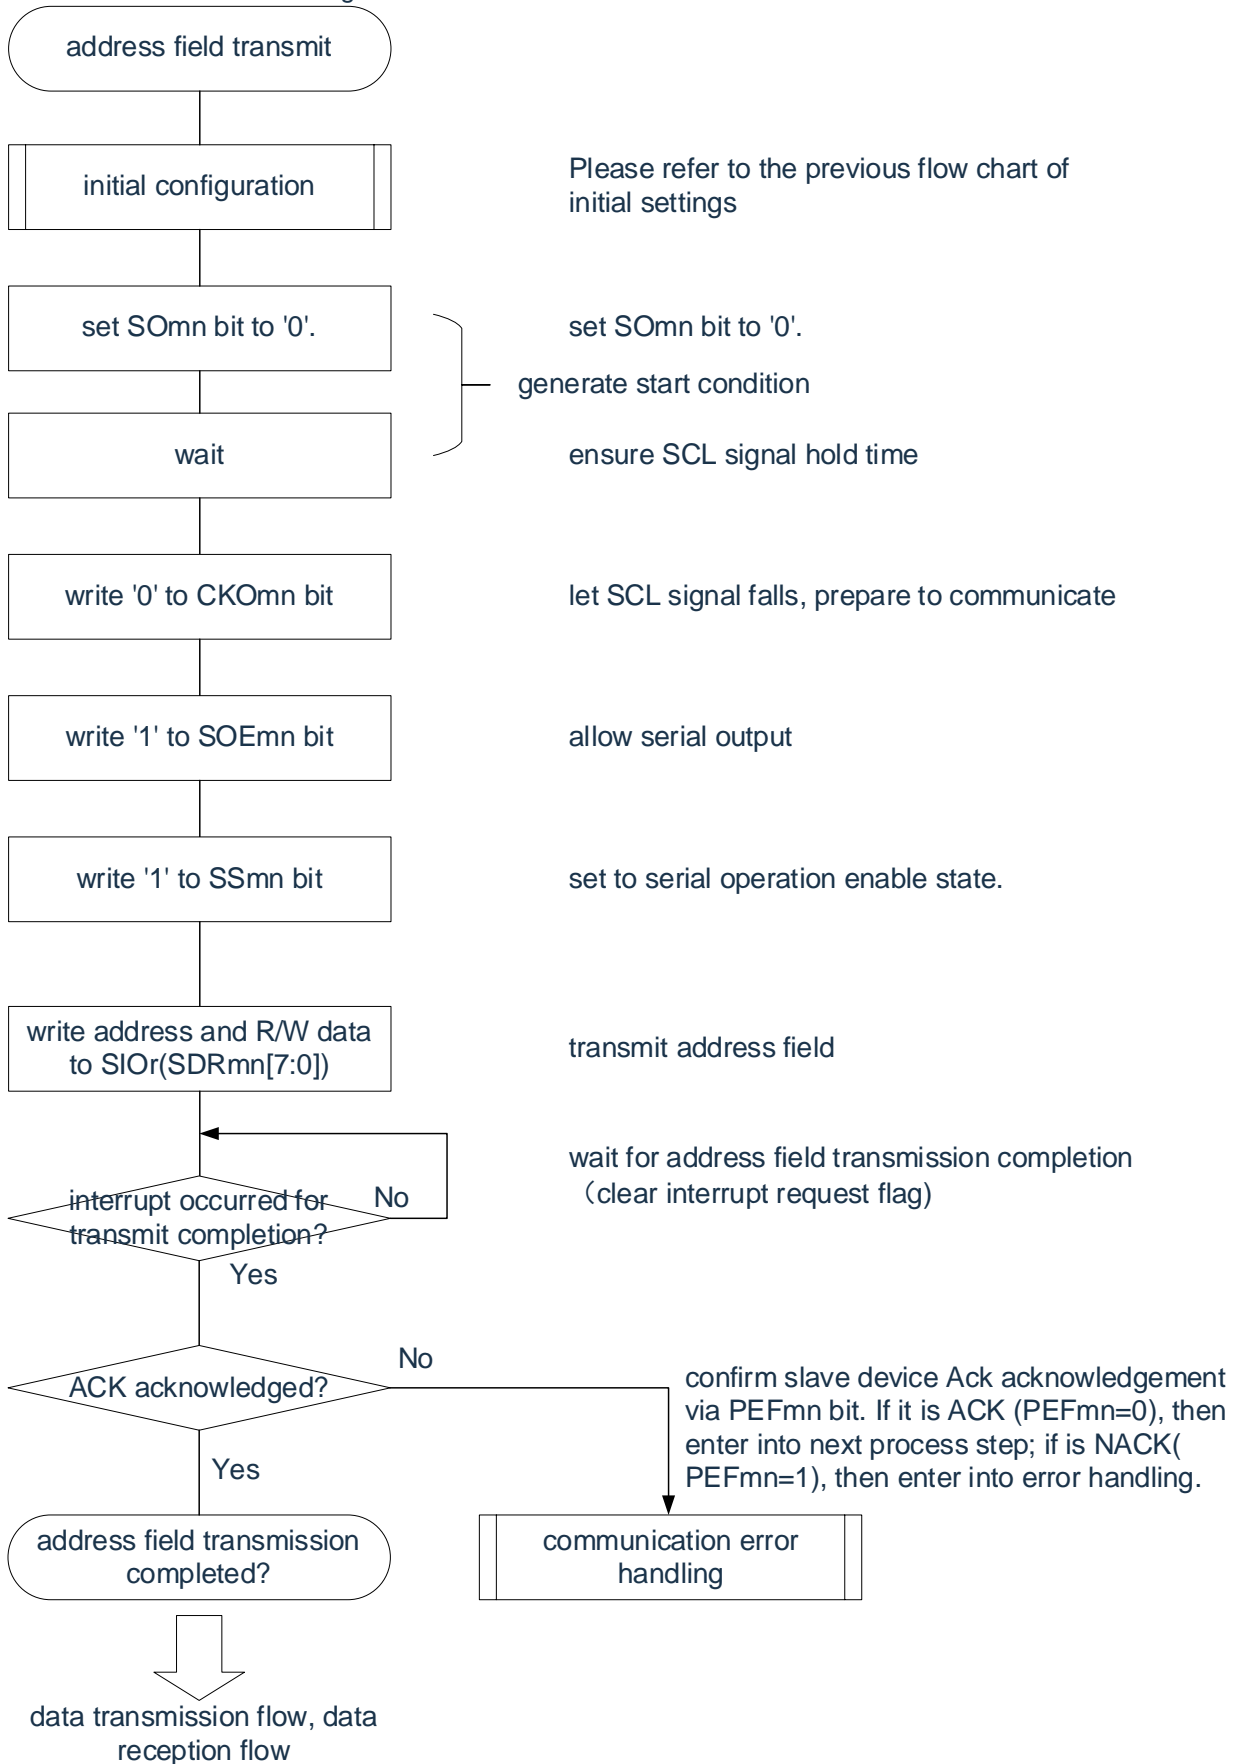 address field transmit
initial configuration
Please refer to the previous flow chart of
initial settings
set SOmn bit to '0'.
set SOmn bit to '0'.
generate start condition
wait
ensure SCL signal hold time
write '0' to CKOmn bit
let SCL signal falls, prepare to communicate
write '1' to SOEmn bit
allow serial output
write '1' to SSmn bit
set to serial operation enable state.
write address and R/W data
to SIOr(SDRmn[7:0])
transmit address field
wait for address field transmission completion
（clear interrupt request flag)
interrupt occurred for
transmit completion?
No
Yes
ACK acknowledged?
No
confirm slave device Ack acknowledgement
via PEFmn bit. If it is ACK (PEFmn=0), then
enter into next process step; if is NACK(
PEFmn=1), then enter into error handling.
Yes
address field transmission
completed?
communication error
handling
data transmission flow, data
reception flow